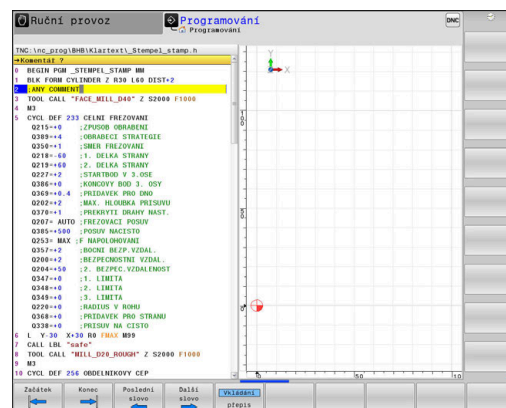 Ruční provoz
Programování
Programování
DNC
TNC:\nc_prog\BHB\Klartext\_Stempel_stamp.h
→Komentář ?
0 BEGIN PGM _STEMPEL_STAMP MM
1 BLK FORM CYLINDER Z R30 L60 DIST+2
2 ;ANY COMMENT
3 TOOL CALL "FACE_MILL_D40" Z S2000 F1000
4 M3
5 CYCL DEF 233 CELNI FREZOVANI
Q215=+0 ;ZPUSOB OBRABENI
Q389=+4 ;OBRABECI STRATEGIE
Q350=+1 ;SMER FREZOVANI
Q218=-60 ;1. DELKA STRANY
Q219=+60 ;2. DELKA STRANY
Q227=+2 ;STARTBOD V 3.OSE
Q386=+0 ;KONCOVY BOD 3. OSY
Q369=+0.4 ;PRIDAVEK PRO DNO
Q202=+2 ;MAX. HLOUBKA PRISUVU
Q370=+1 ;PREKRYTI DRAHY NAST.
Q207= AUTO ;FREZOVACI POSUV
Q385=+500 ;POSUV NACISTO
Q253= MAX ;F NAPOLOHOVANI
Q357=+2 ;BOCNI BEZP.VZDAL.
Q200=+2 ;BEZPECNOSTNI VZDAL.
Q204=+50 ;2. BEZPEC.VZDALENOST
Q347=+0 ;1. LIMITA
Q348=+0 ;2. LIMITA
Q349=+0 ;3. LIMITA
Q220=+0 ;RADIUS V ROHU
Q368=+0 ;PRIDAVEK PRO STRANU
Q338=+0 ;PRISUV NA CISTO
6 L Y-30 X+30 R0 FMAX M99
7 CALL LBL "safe"
8 TOOL CALL "MILL_D20_ROUGH" Z S2000 F1000
9 M3
10 CYCL DEF 256 OBDELNIKOVY CEP
Y
X
100
50
0
0
50
100
Začátek
Konec
Poslední slovo
Další slovo
Vkládání
přepis